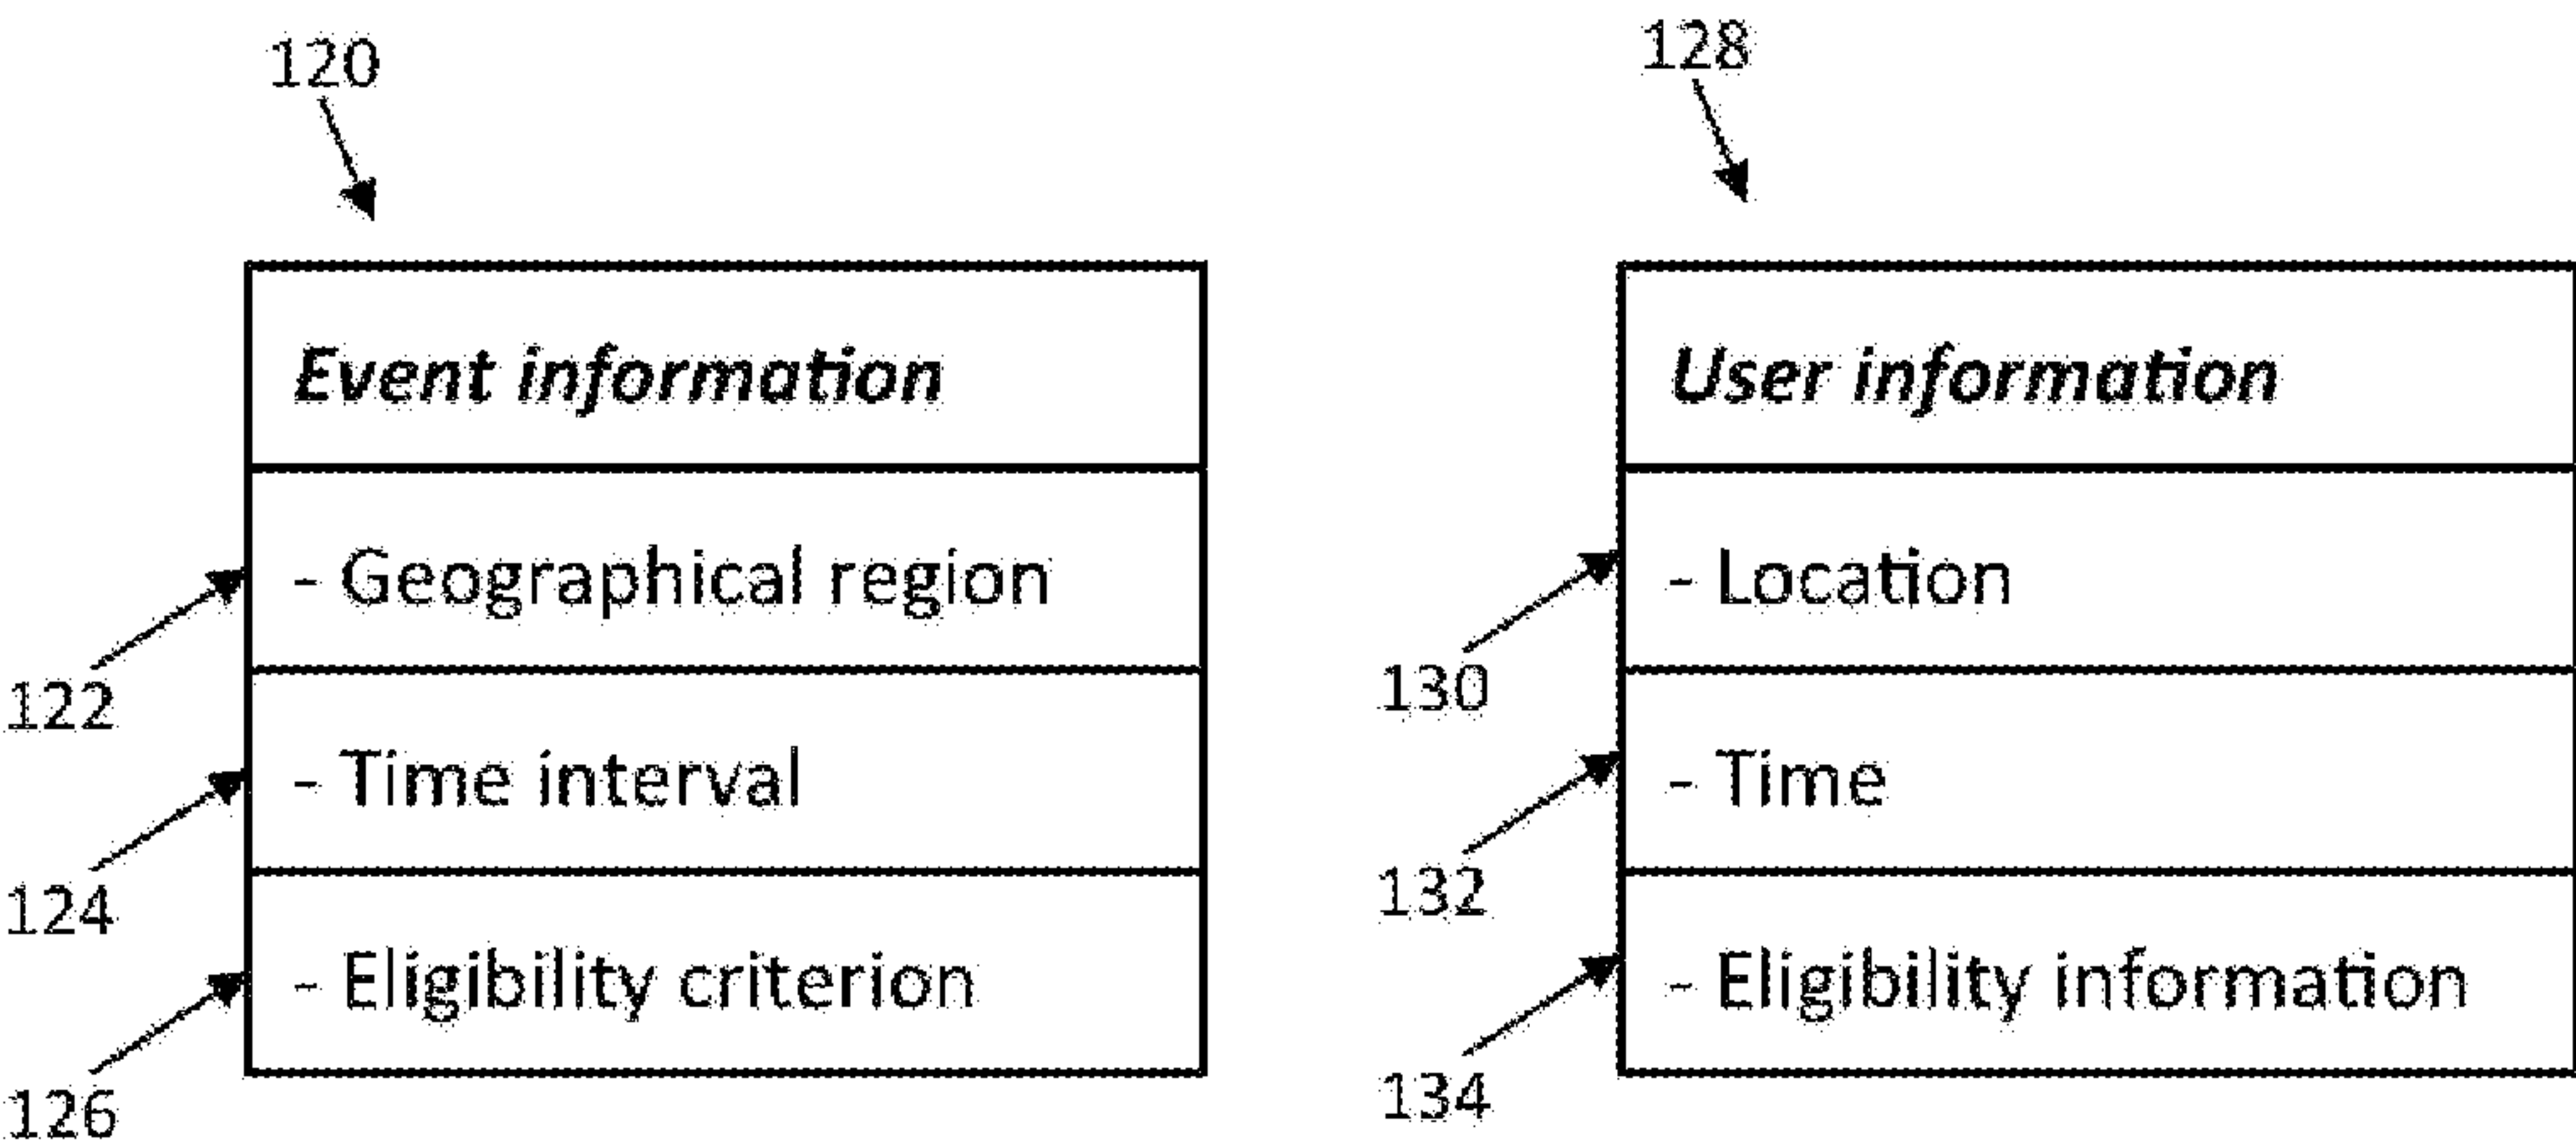 120
Event information
122
- Geographical region
124
- Time interval
126
- Eligibility criterion
128
User information
130
- Location
132
- Time
134
- Eligibility information